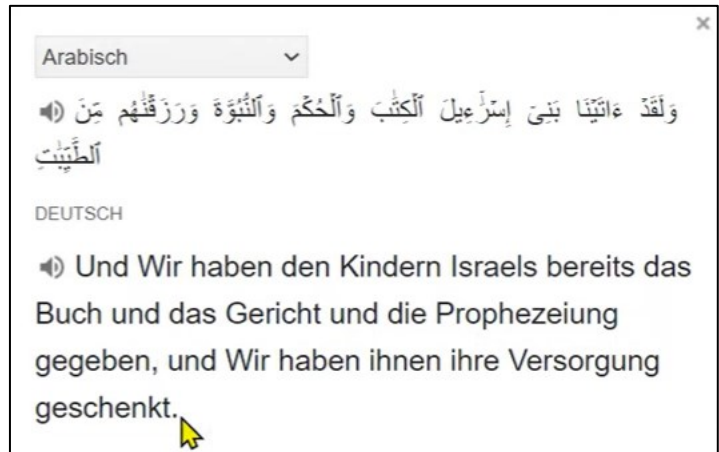 Arabisch
وَلَقَدْ ءَاتَيْنَا بَنِىٓ إِسْرَٰٓءِيلَ ٱلْكِتَٰبَ وَٱلْحُكْمَ وَٱلنُّبُوَّةَ وَرَزَقْنَٰهُم مِّنَ
ٱلطَّيِّبَٰتِ
DEUTSCH
Und Wir haben den Kindern Israels bereits das
Buch und das Gericht und die Prophezeiung
gegeben, und Wir haben ihnen ihre Versorgung
geschenkt.